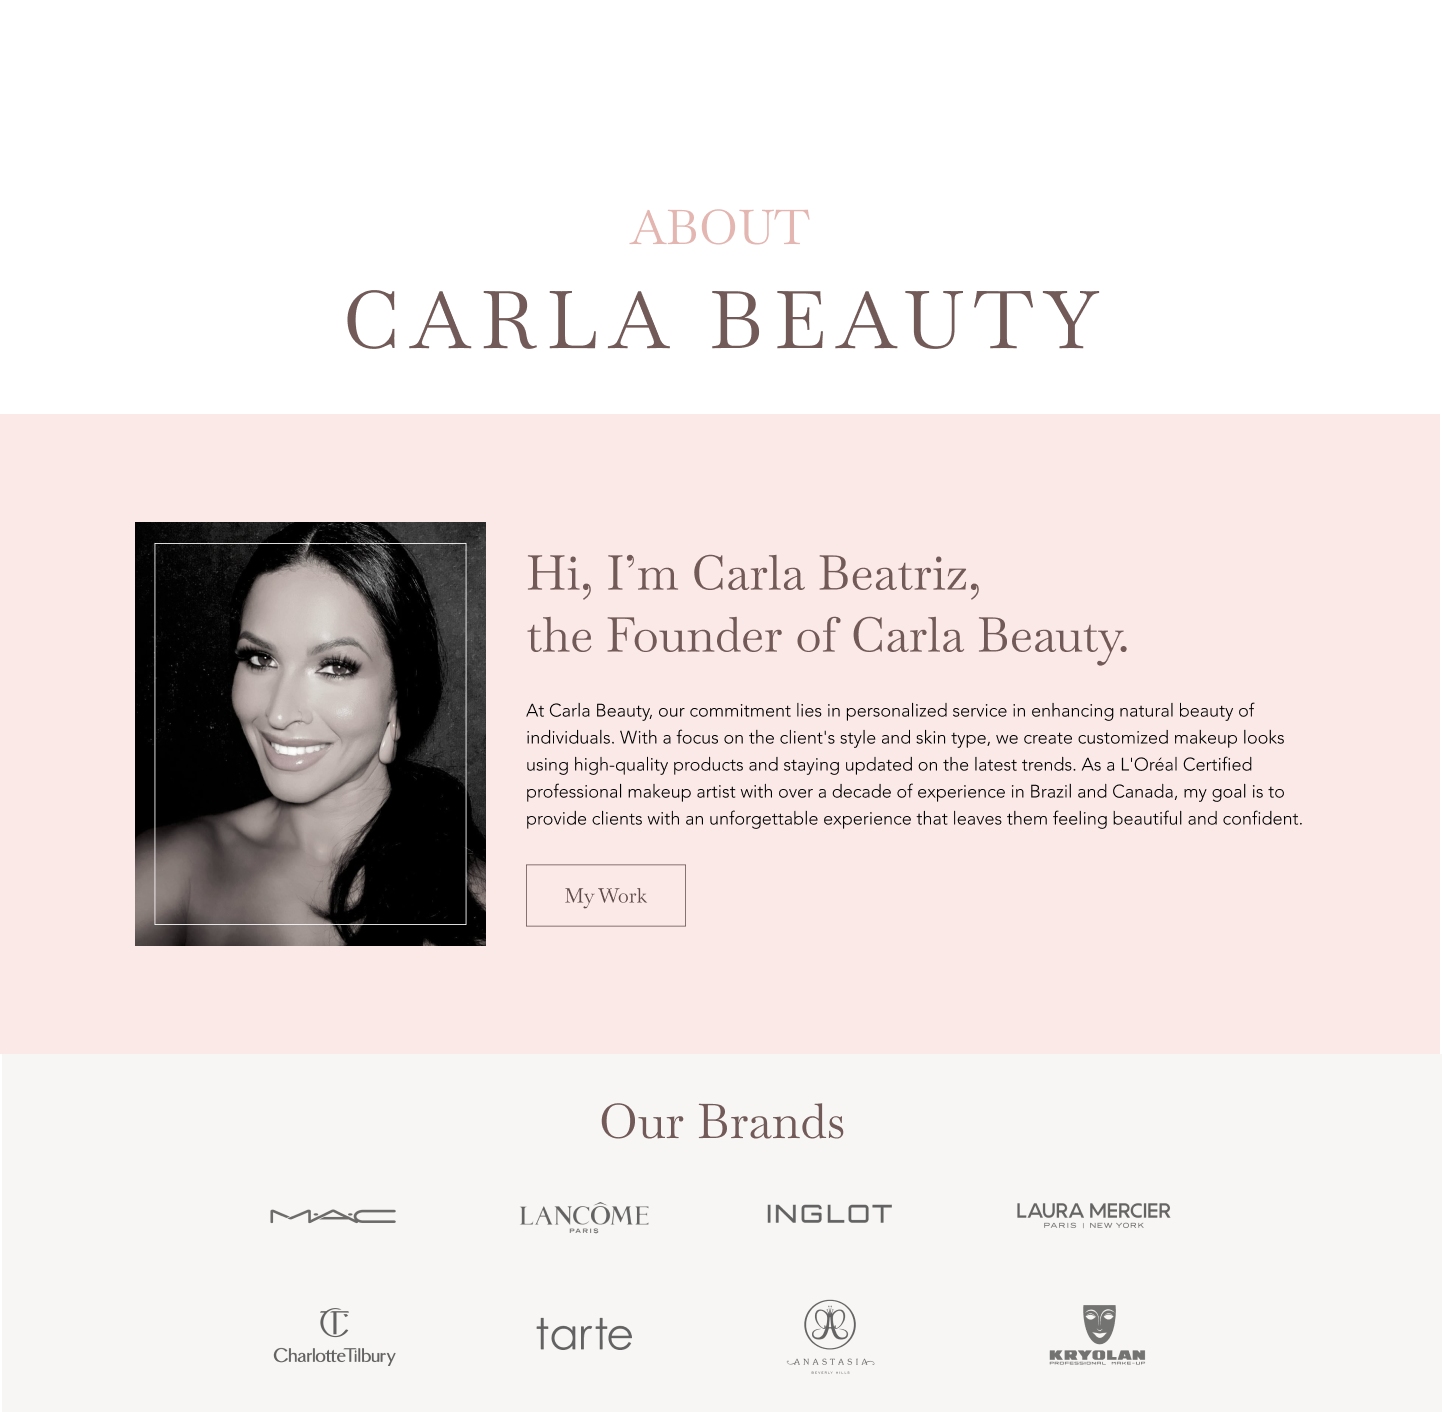 ABOUT
CARLA BEAUTY
Hi, I’m Carla Beatriz,
the Founder of Carla Beauty.
At Carla Beauty, our commitment lies in personalized service in enhancing natural beauty of
individuals. With a focus on the client's style and skin type, we create customized makeup looks
using high-quality products and staying updated on the latest trends. As a L'Oréal Certified
professional makeup artist with over a decade of experience in Brazil and Canada, my goal is to
provide clients with an unforgettable experience that leaves them feeling beautiful and confident.
My Work
Our Brands
MAC
LANCÔME
PARIS
INGLOT
LAURA MERCIER
PARIS | NEW YORK
CT
CharlotteTilbury
tarte
A
ANASTASIA
BEVERLY HILLS
KRYOLAN
PROFESSIONAL MAKE-UP